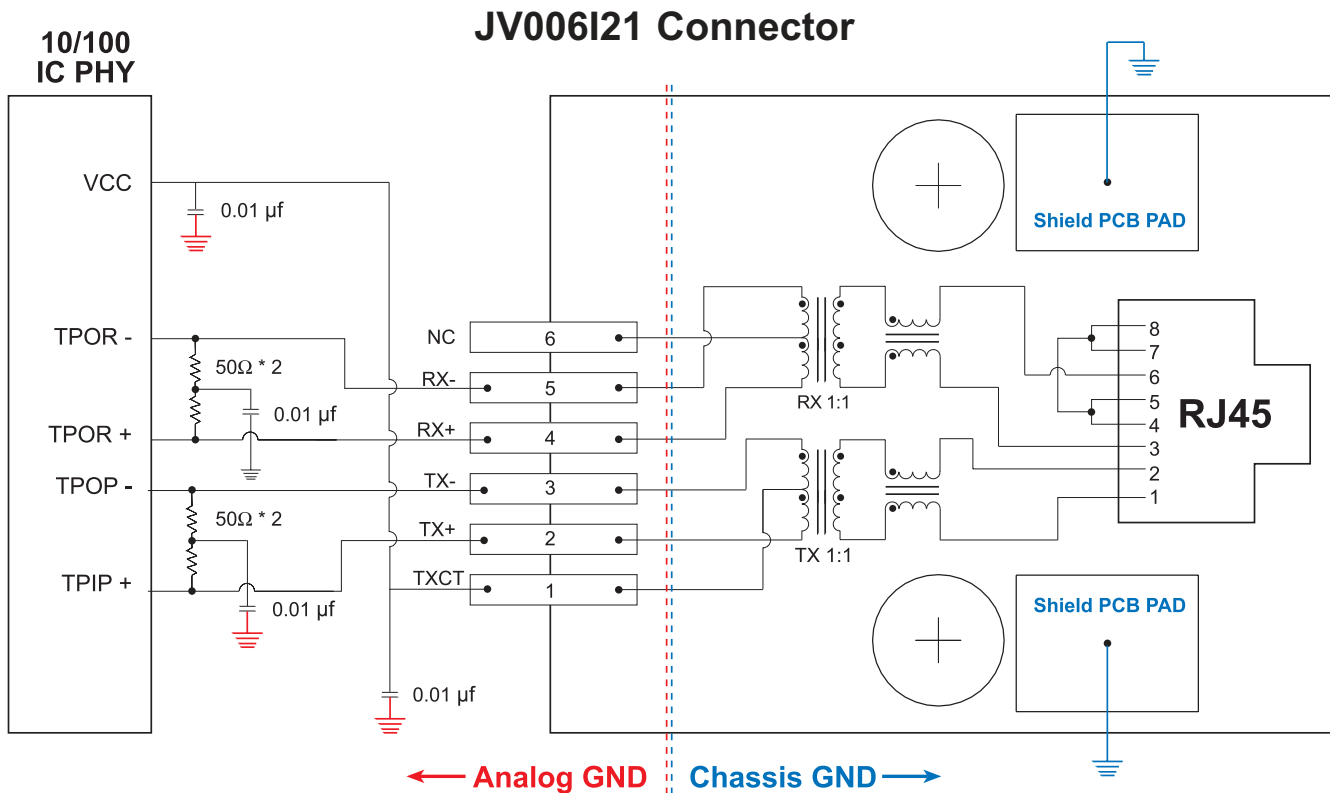 JV006I21 Connector
10/100
IC PHY
VCC
0.01 µf
Shield PCB PAD
TPOR -
50Ω * 2
0.01 µf
TPOR +
TPOP -
50Ω * 2
TPIP +
0.01 µf
0.01 µf
NC
6
RX-
5
RX+
4
TX-
3
TX+
2
TXCT
1
RX 1:1
TX 1:1
8
7
6
5
4
3
2
1
RJ45
Shield PCB PAD
Analog GND
Chassis GND